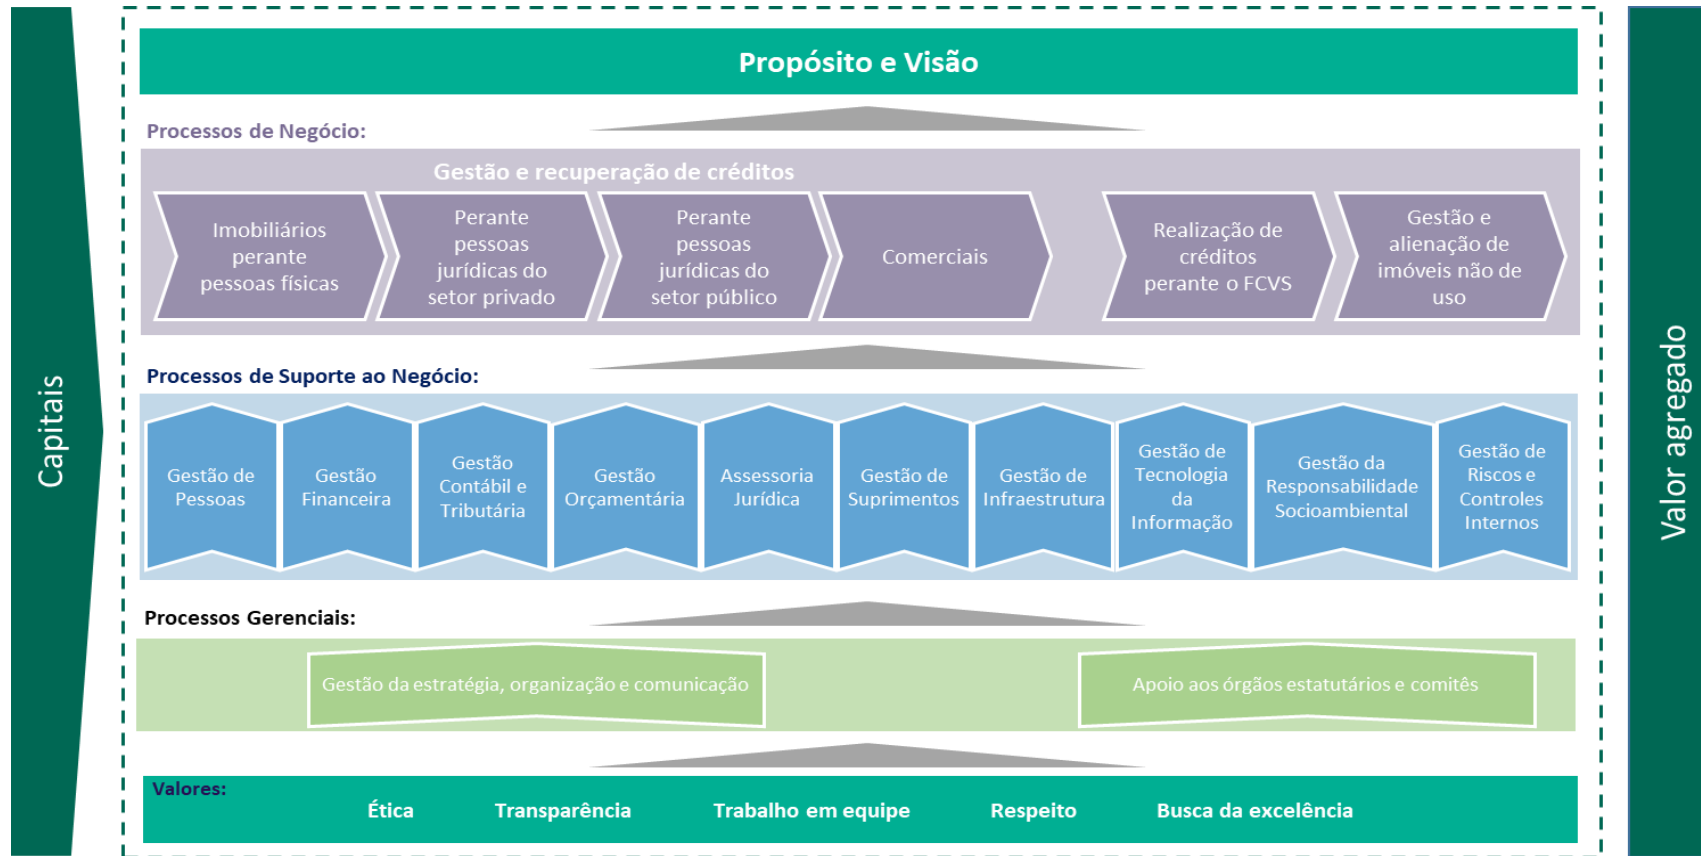 Capitais
Propósito e Visão
Processos de Negócio:
Gestão e recuperação de créditos
Imobiliários
perante
pessoas físicas
Perante
pessoas
jurídicas do
setor privado
Perante
pessoas
jurídicas do
setor público
Comerciais
Realização de
créditos
perante o FCVS
Gestão e
alienação de
imóveis não de
uso
Processos de Suporte ao Negócio:
Gestão de
Pessoas
Gestão
Financeira
Gestão
Contábil e
Tributária
Gestão
Orçamentária
Assessoria
Jurídica
Gestão de
Suprimentos
Gestão de
Infraestrutura
Gestão de
Tecnologia
da
Informação
Gestão da
Responsabilidade
Socioambiental
Gestão de
Riscos e
Controles
Internos
Processos Gerenciais:
Gestão da estratégia, organização e comunicação
Apoio aos órgãos estatutários e comitês
Valores:
Ética
Transparência
Trabalho em equipe
Respeito
Busca da excelência
Valor agregado